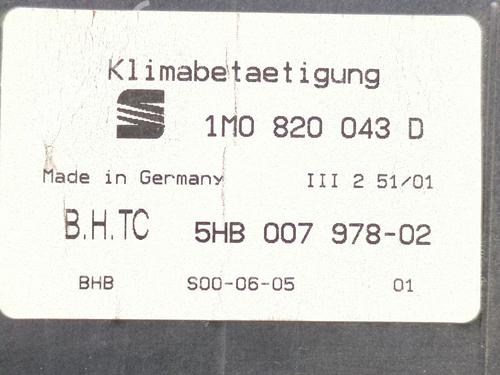 Klimabetaetigung
1M0 820 043 D
Made in Germany III 2 51/01
B.H.TC 5HB 007 978-02
BHB S00-06-05 01